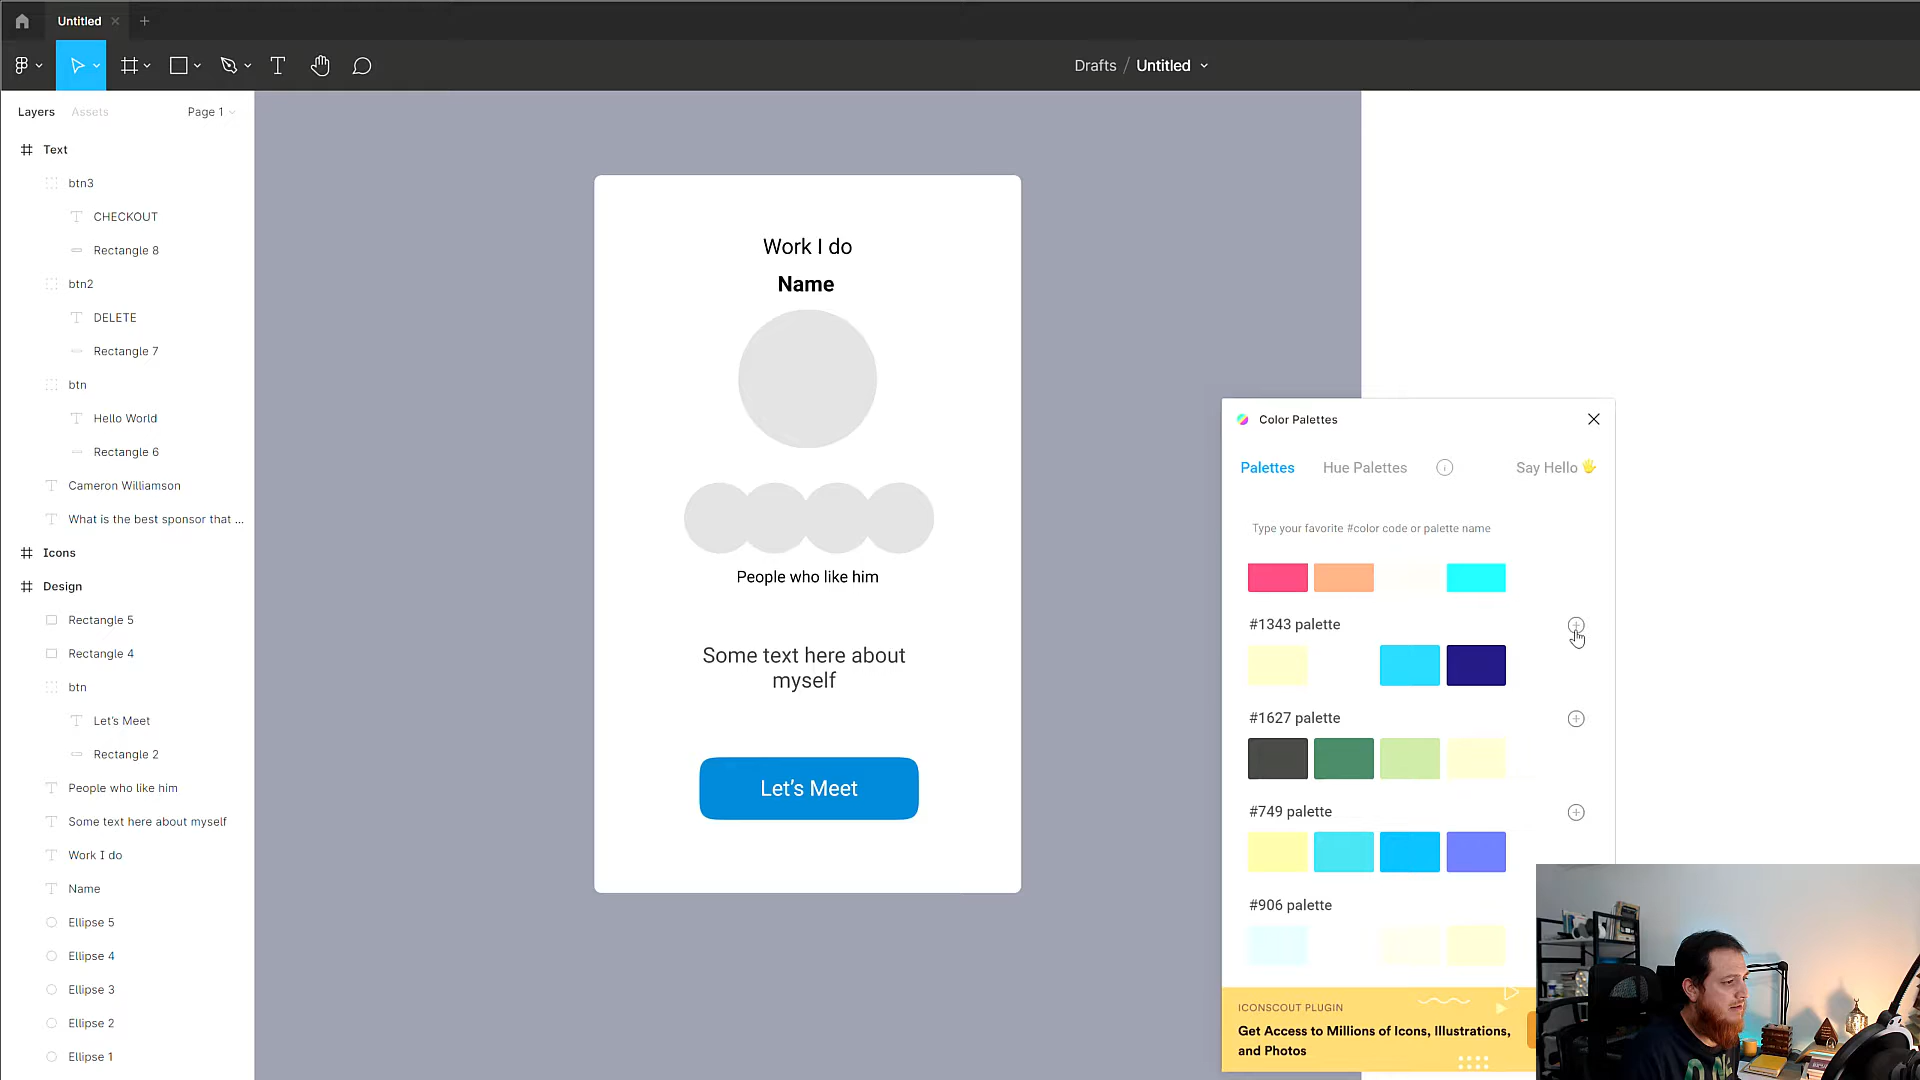 Untitled
Drafts / Untitled
Layers
Assets
Page 1
Text
btn3
CHECKOUT
Rectangle 8
btn2
DELETE
Rectangle 7
btn
Hello World
Rectangle 6
Cameron Williamson
What is the best sponsor that ...
Icons
Design
Rectangle 5
Rectangle 4
btn
Let's Meet
Rectangle 2
People who like him
Some text here about myself
Work I do
Name
Ellipse 5
Ellipse 4
Ellipse 3
Ellipse 2
Ellipse 1
Work I do
Name
People who like him
Some text here about
myself
Let's Meet
Color Palettes
Palettes
Hue Palettes
Say Hello 🖐
Type your favorite #color code or palette name
#1343 palette
#1627 palette
#749 palette
#906 palette
ICONSCOUT PLUGIN
Get Access to Millions of Icons, Illustrations,
and Photos